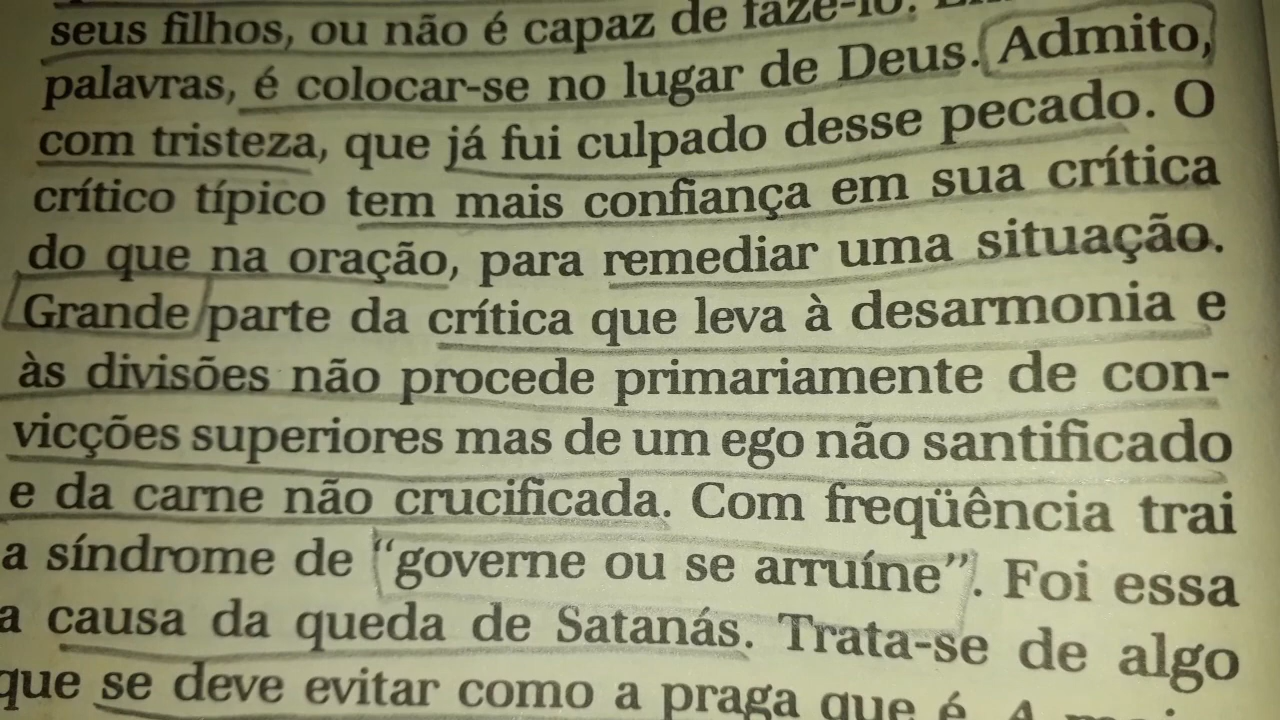 seus filhos, ou não é capaz de fazê-lo.
palavras, é colocar-se no lugar de Deus. Admito,
com tristeza, que já fui culpado desse pecado. O
crítico típico tem mais confiança em sua crítica
do que na oração, para remediar uma situação.
Grande parte da crítica que leva à desarmonia e
às divisões não procede primariamente de con-
vicções superiores mas de um ego não santificado
e da carne não crucificada. Com freqüência trai
a síndrome de “governe ou se arruíne”. Foi essa
a causa da queda de Satanás. Trata-se de algo
que se deve evitar como a praga que é. A